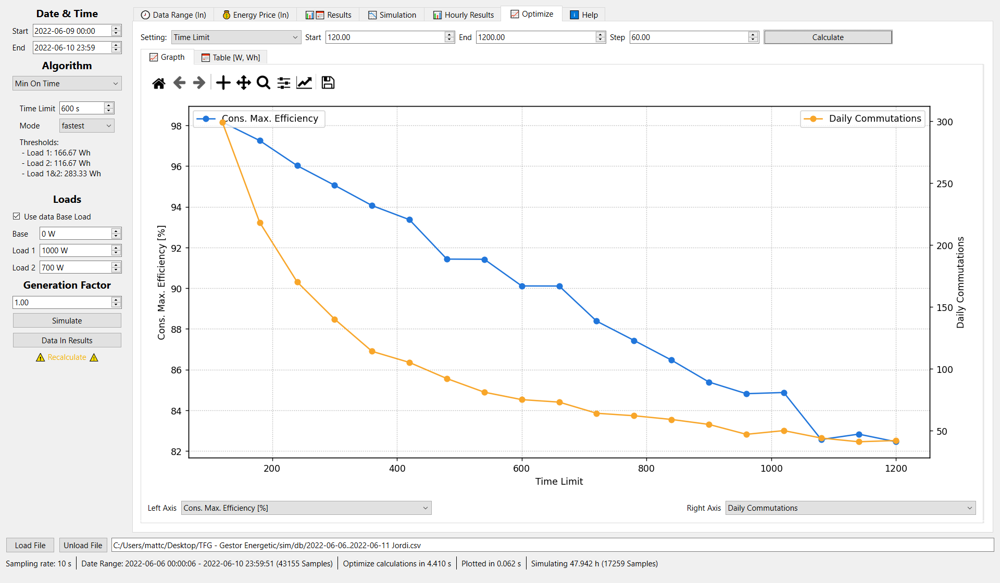 Date & Time
Start 2022-06-09 00:00
End 2022-06-10 23:59
Algorithm
Min On Time
Time Limit 600 s
Mode fastest
Thresholds:
- Load 1: 166.67 Wh
- Load 2: 116.67 Wh
- Load 1&2: 283.33 Wh
Loads
Use data Base Load
Base 0 W
Load 1 1000 W
Load 2 700 W
Generation Factor
1.00
Simulate
Data In Results
Recalculate
Data Range (In) Energy Price (In) Results Simulation Hourly Results Optimize Help
Setting: Time Limit Start 120.00 End 1200.00 Step 60.00 Calculate
Grapth Table [W, Wh]
Cons. Max. Efficiency Daily Commutations
98
96
94
92
90
88
86
84
82
Cons. Max. Efficiency [%]
300
250
200
150
100
50
Daily Commutations
200 400 600 800 1000 1200
Time Limit
Left Axis Cons. Max. Efficiency [%] Right Axis Daily Commutations
Load File Unload File C:/Users/mattc/Desktop/TFG - Gestor Energetic/sim/db/2022-06-06..2022-06-11 Jordi.csv
Sampling rate: 10 s Date Range: 2022-06-06 00:00:06 - 2022-06-10 23:59:51 (43155 Samples) Optimize calculations in 4.410 s Plotted in 0.062 s Simulating 47.942 h (17259 Samples)